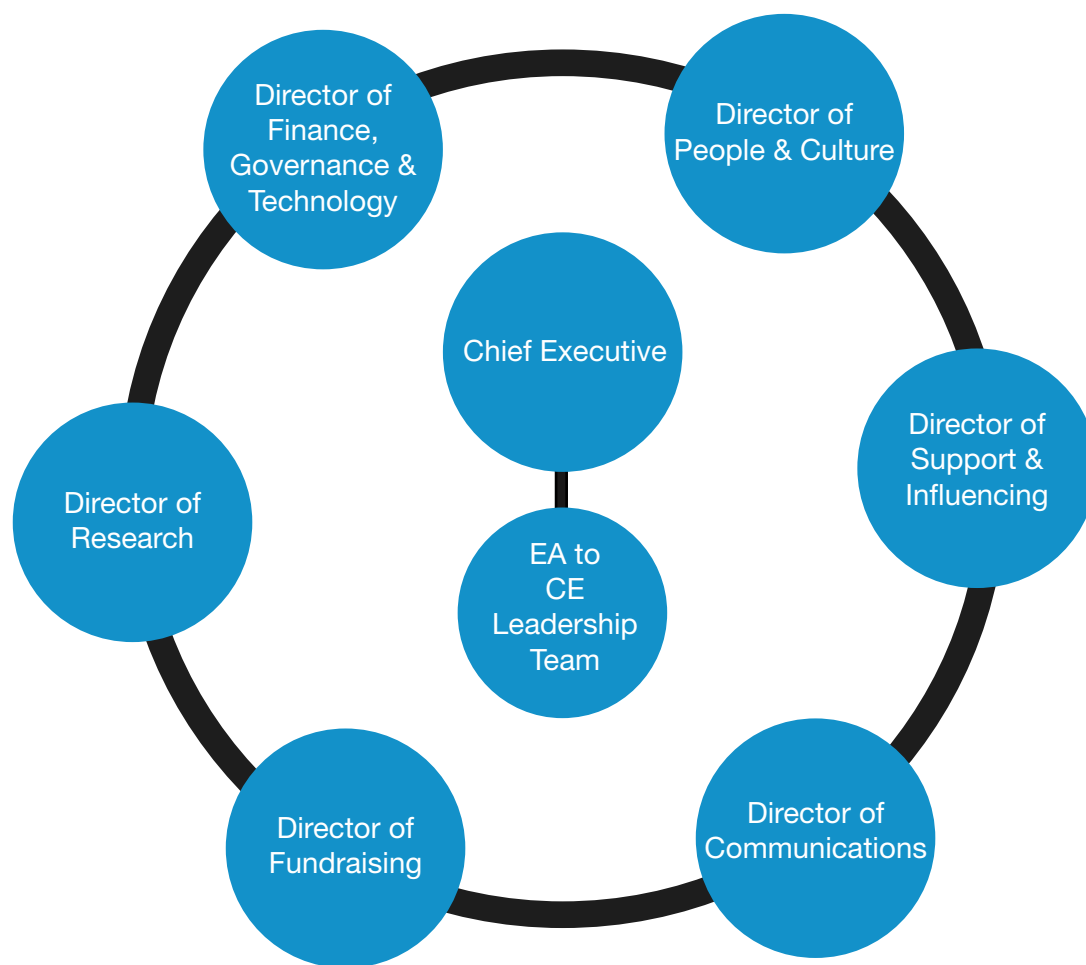 Director of
Finance,
Governance &
Technology
Director of
People & Culture
Chief Executive
Director of
Support &
Influencing
Director of
Research
EA to
CE
Leadership
Team
Director of
Fundraising
Director of
Communications